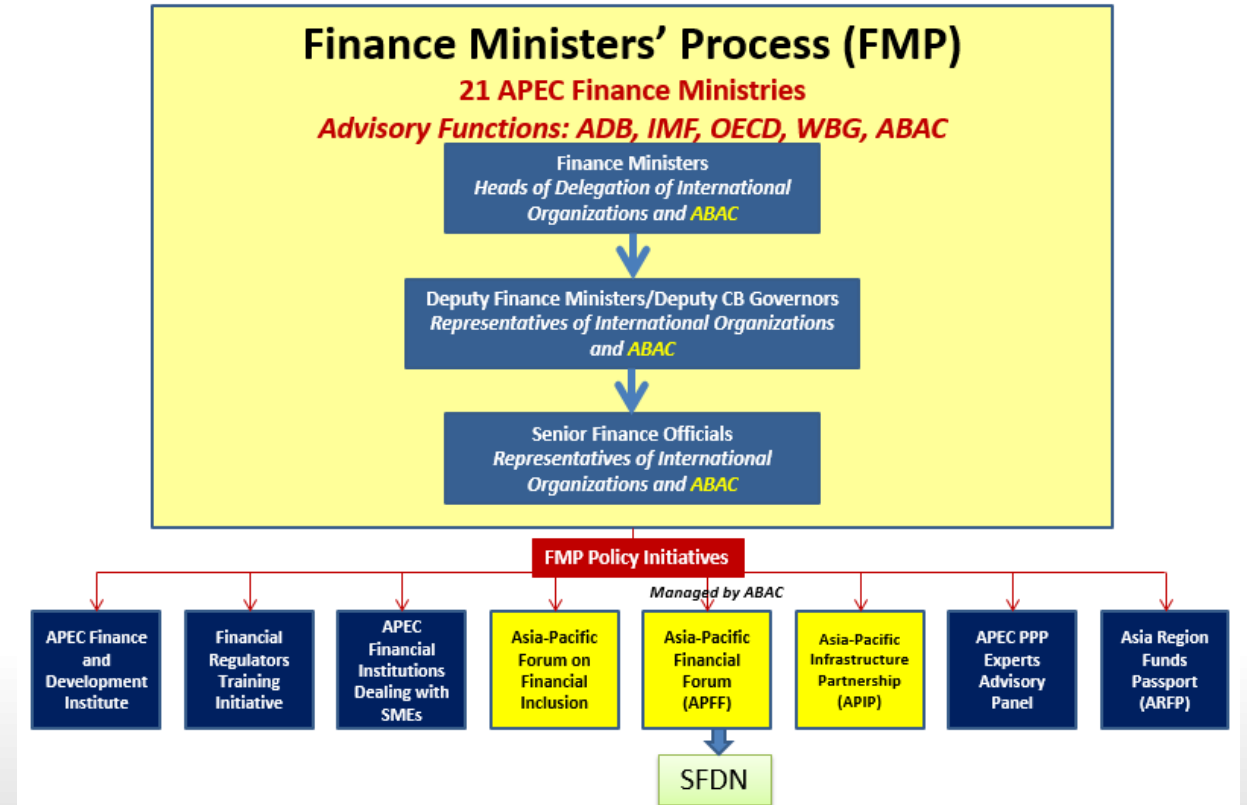 Finance Ministers' Process (FMP)
21 APEC Finance Ministries
Advisory Functions: ADB, IMF, OECD, WBG, ABAC
Finance Ministers
Heads of Delegation of International
Organizations and ABAC
Deputy Finance Ministers/Deputy CB Governors
Representatives of International Organizations
and ABAC
Senior Finance Officials
Representatives of International
Organizations and ABAC
FMP Policy Initiatives
Managed by ABAC
APEC Finance
and
Development
Institute
Financial
Regulators
Training
Initiative
APEC
Financial
Institutions
Dealing with
SMEs
Asia-Pacific
Forum on
Financial
Inclusion
Asia-Pacific
Financial
Forum
(APFF)
Asia-Pacific
Infrastructure
Partnership
(APIP)
APEC PPP
Experts
Advisory
Panel
Asia Region
Funds
Passport
(ARFP)
SFDN